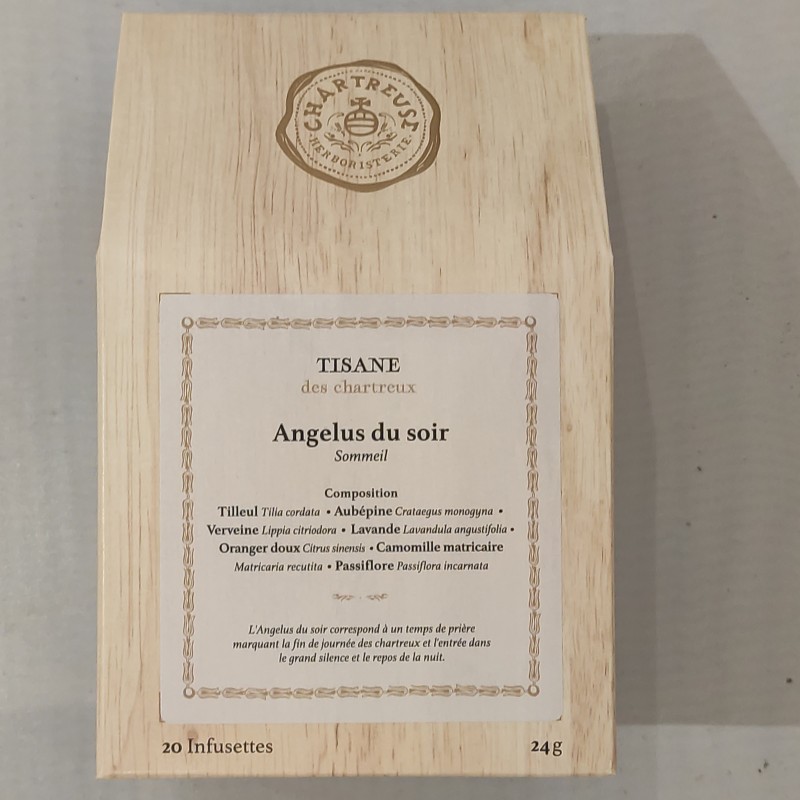 CHARTREUSE
HERBORISTERIE
TISANE
des chartreux
Angelus du soir
Sommeil
Composition
Tilleul Tilia cordata • Aubépine Crataegus monogyna •
Verveine Lippia citriodora • Lavande Lavandula angustifolia •
Oranger doux Citrus sinensis • Camomille matricaire
Matricaria recutita • Passiflore Passiflora incarnata
L'Angelus du soir correspond à un temps de prière
marquant la fin de journée des chartreux et l'entrée dans
le grand silence et le repos de la nuit.
20 Infusettes 24g